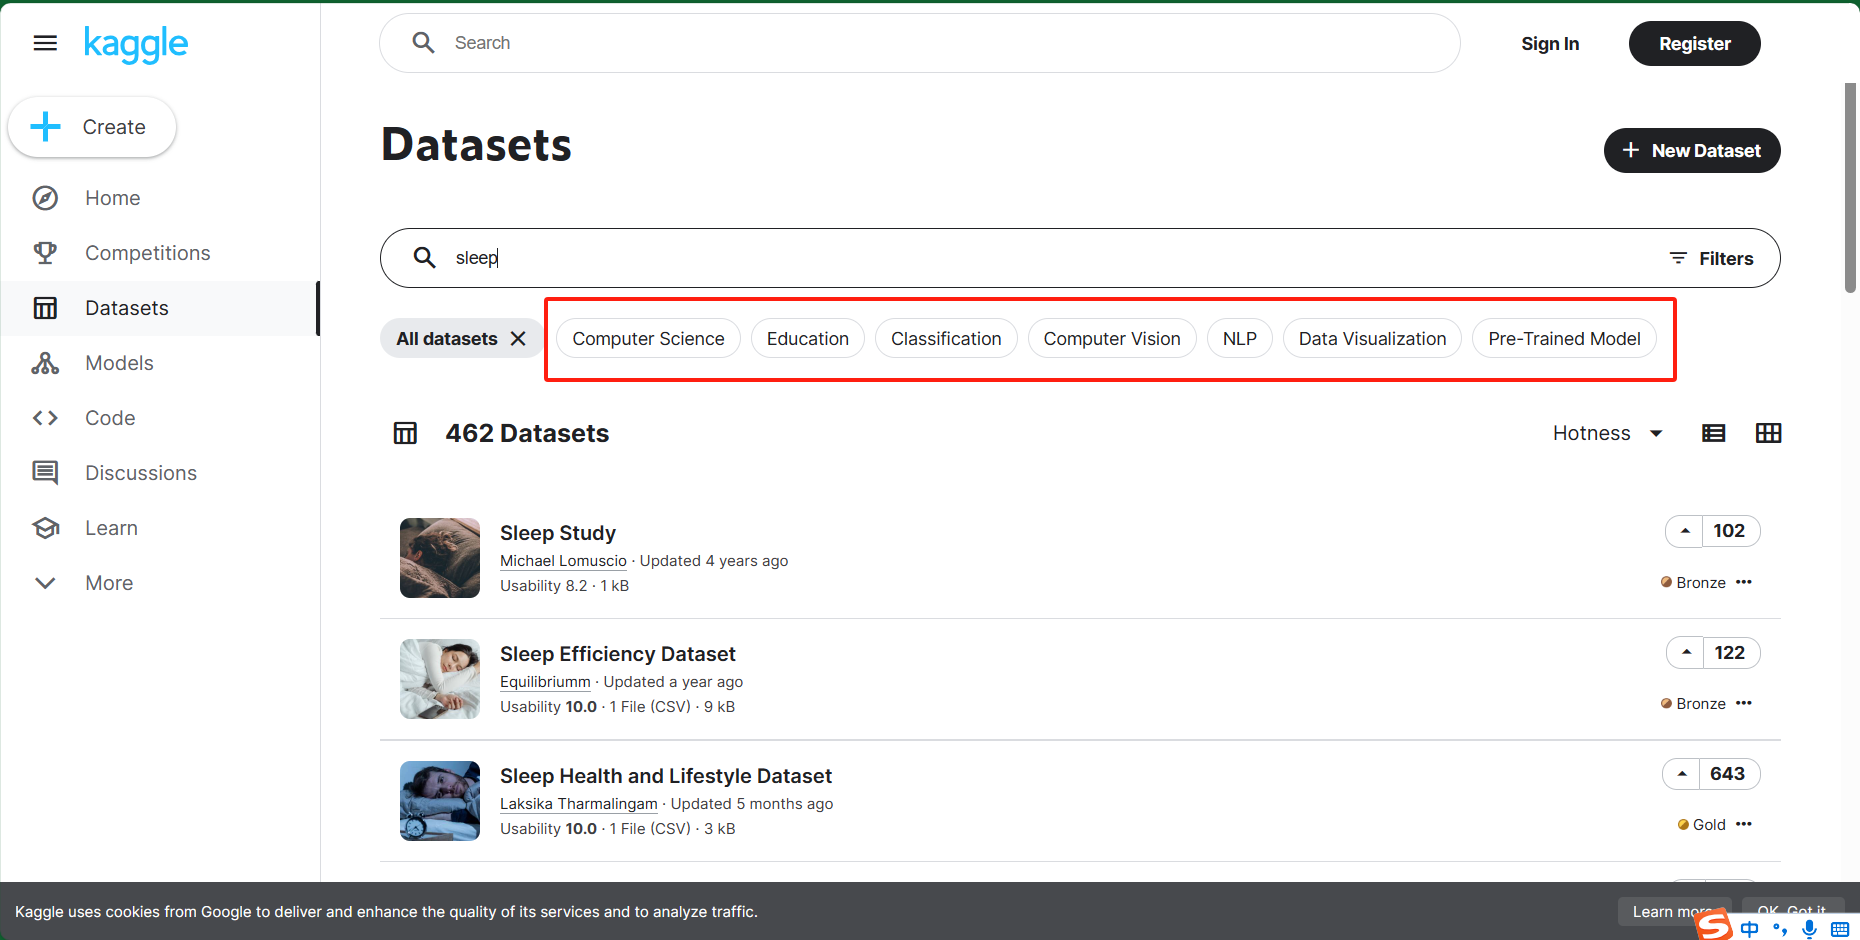 kaggle
Search
Sign In
Register
Create
Home
Competitions
Datasets
Models
Code
Discussions
Learn
More
Datasets
New Dataset
sleep
Filters
All datasets
Computer Science
Education
Classification
Computer Vision
NLP
Data Visualization
Pre-Trained Model
462 Datasets
Hotness
Sleep Study
Michael Lomuscio · Updated 4 years ago
Usability 8.2 · 1 kB
102
Bronze
Sleep Efficiency Dataset
Equilibriumm · Updated a year ago
Usability 10.0 · 1 File (CSV) · 9 kB
122
Bronze
Sleep Health and Lifestyle Dataset
Laksika Tharmalingam · Updated 5 months ago
Usability 10.0 · 1 File (CSV) · 3 kB
643
Gold
Kaggle uses cookies from Google to deliver and enhance the quality of its services and to analyze traffic.
Learn more
OK, Got it
S
中